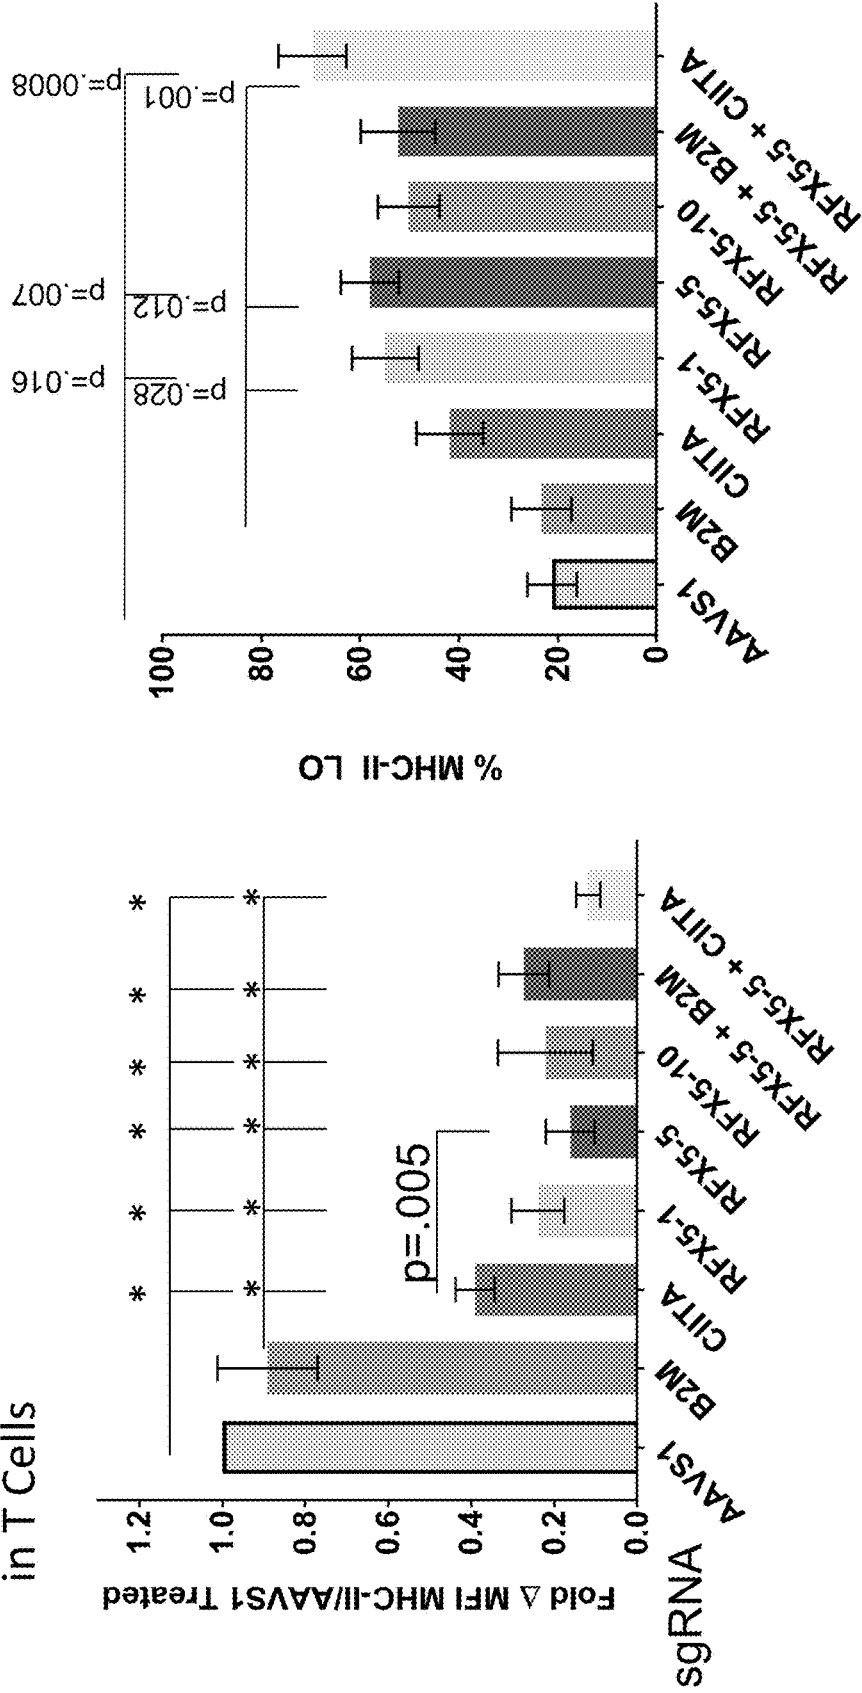 in T Cells
Fold Δ MFI MHC-II/AAVS1 Treated
1.2
1.0
0.8
0.6
0.4
0.2
0.0
* * * * * *
* * * * * *
p=.005
sgRNA
AAVS1
B2M
CIITA
RFX5-1
RFX5-5
RFX5-10
RFX5-5 + B2M
RFX5-5 + CIITA
% MHC-II LO
100
80
60
40
20
0
p=.016
p=.007
p=.0008
p=.028
p=.012
p=.001
AAVS1
B2M
CIITA
RFX5-1
RFX5-5
RFX5-10
RFX5-5 + B2M
RFX5-5 + CIITA